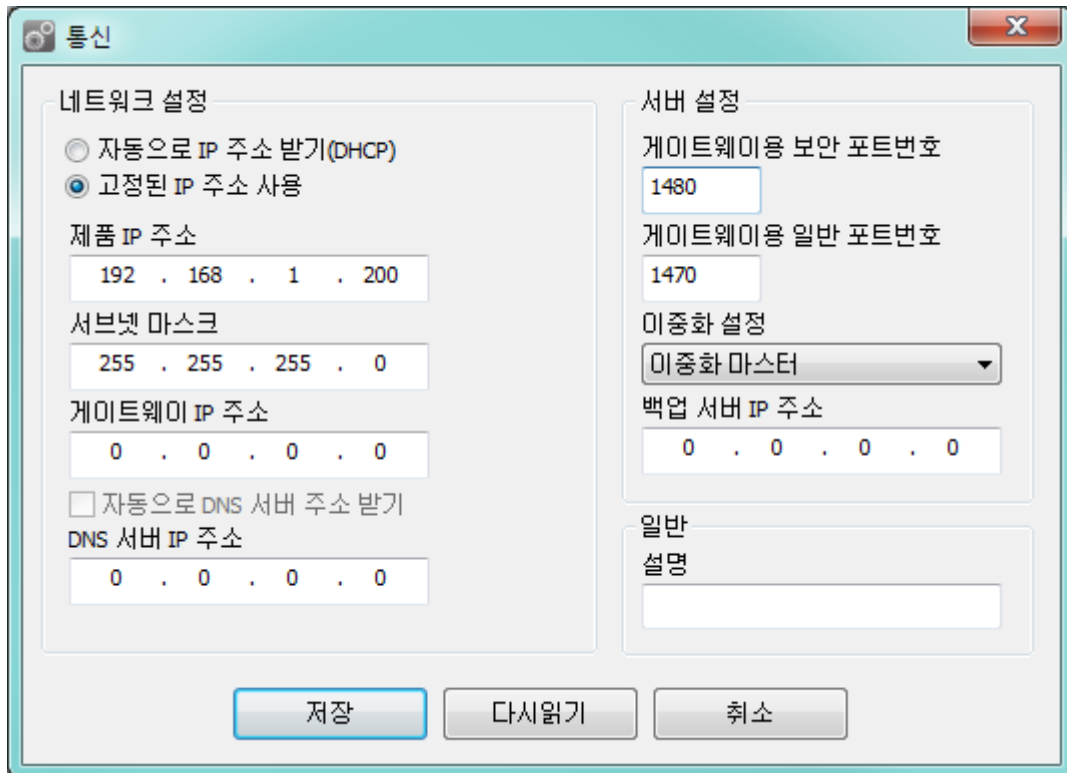 통신
네트워크 설정
자동으로 IP 주소 받기(DHCP)
고정된 IP 주소 사용
제품 IP 주소
192 . 168 . 1 . 200
서브넷 마스크
255 . 255 . 255 . 0
게이트웨이 IP 주소
0 . 0 . 0 . 0
자동으로 DNS 서버 주소 받기
DNS 서버 IP 주소
0 . 0 . 0 . 0
서버 설정
게이트웨이용 보안 포트번호
1480
게이트웨이용 일반 포트번호
1470
이중화 설정
이중화 마스터
백업 서버 IP 주소
0 . 0 . 0 . 0
일반
설명
저장
다시읽기
취소